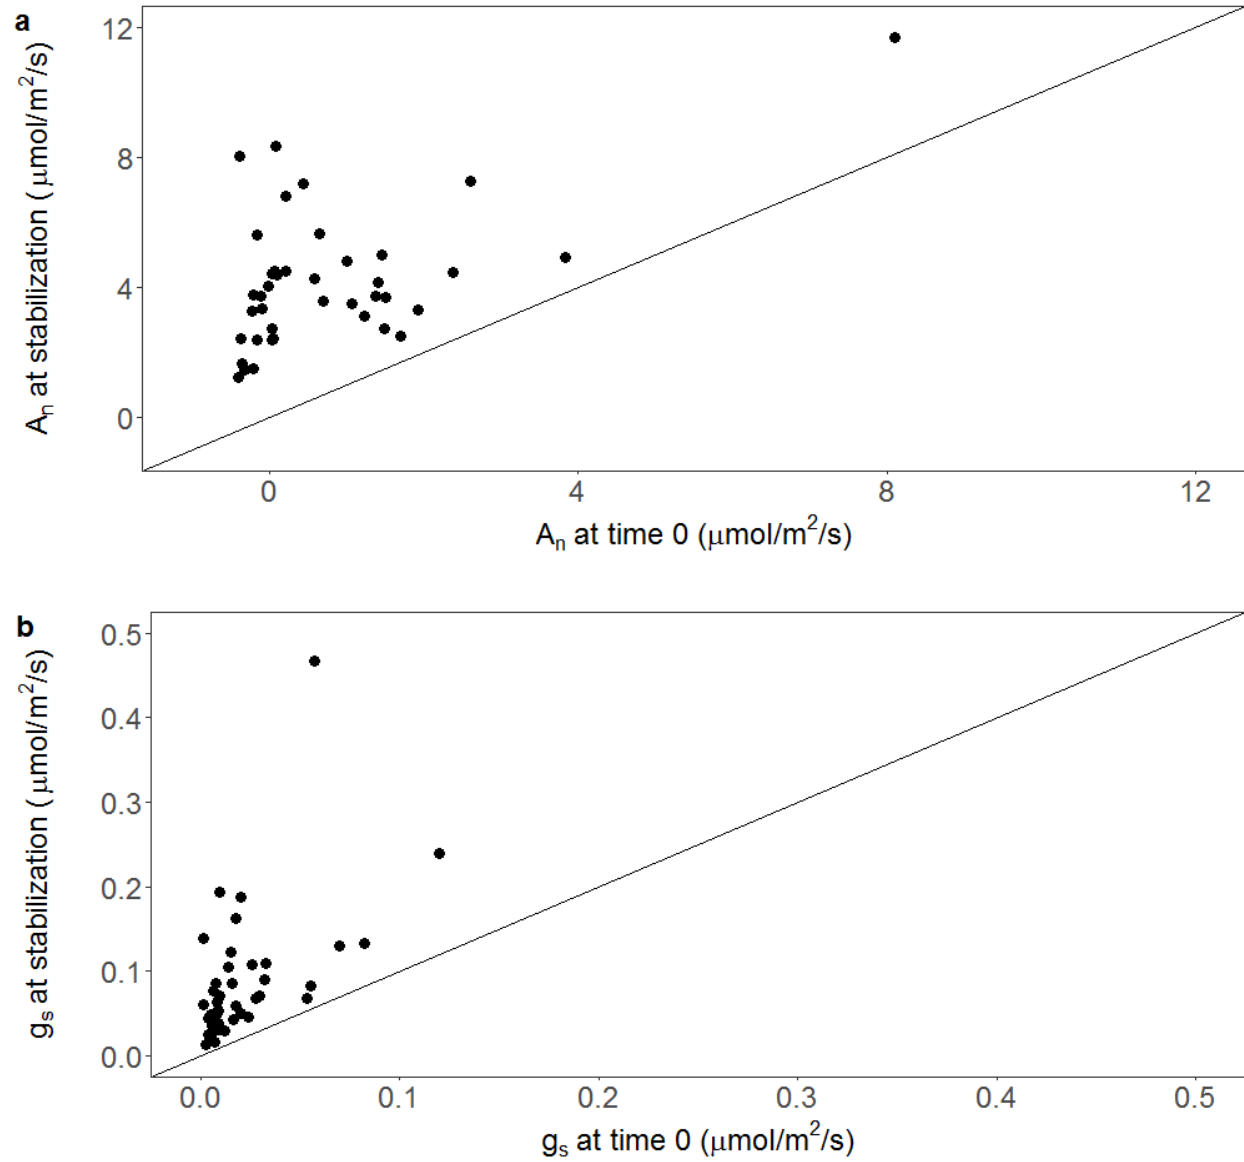 a
12
8
4
0
Aₙ at stabilization ( μmol/m²/s)
0 4 8 12
Aₙ at time 0 (μmol/m²/s)
b
0.5
0.4
0.3
0.2
0.1
0.0
gₛ at stabilization ( μmol/m²/s)
0.0 0.1 0.2 0.3 0.4 0.5
gₛ at time 0 (μmol/m²/s)